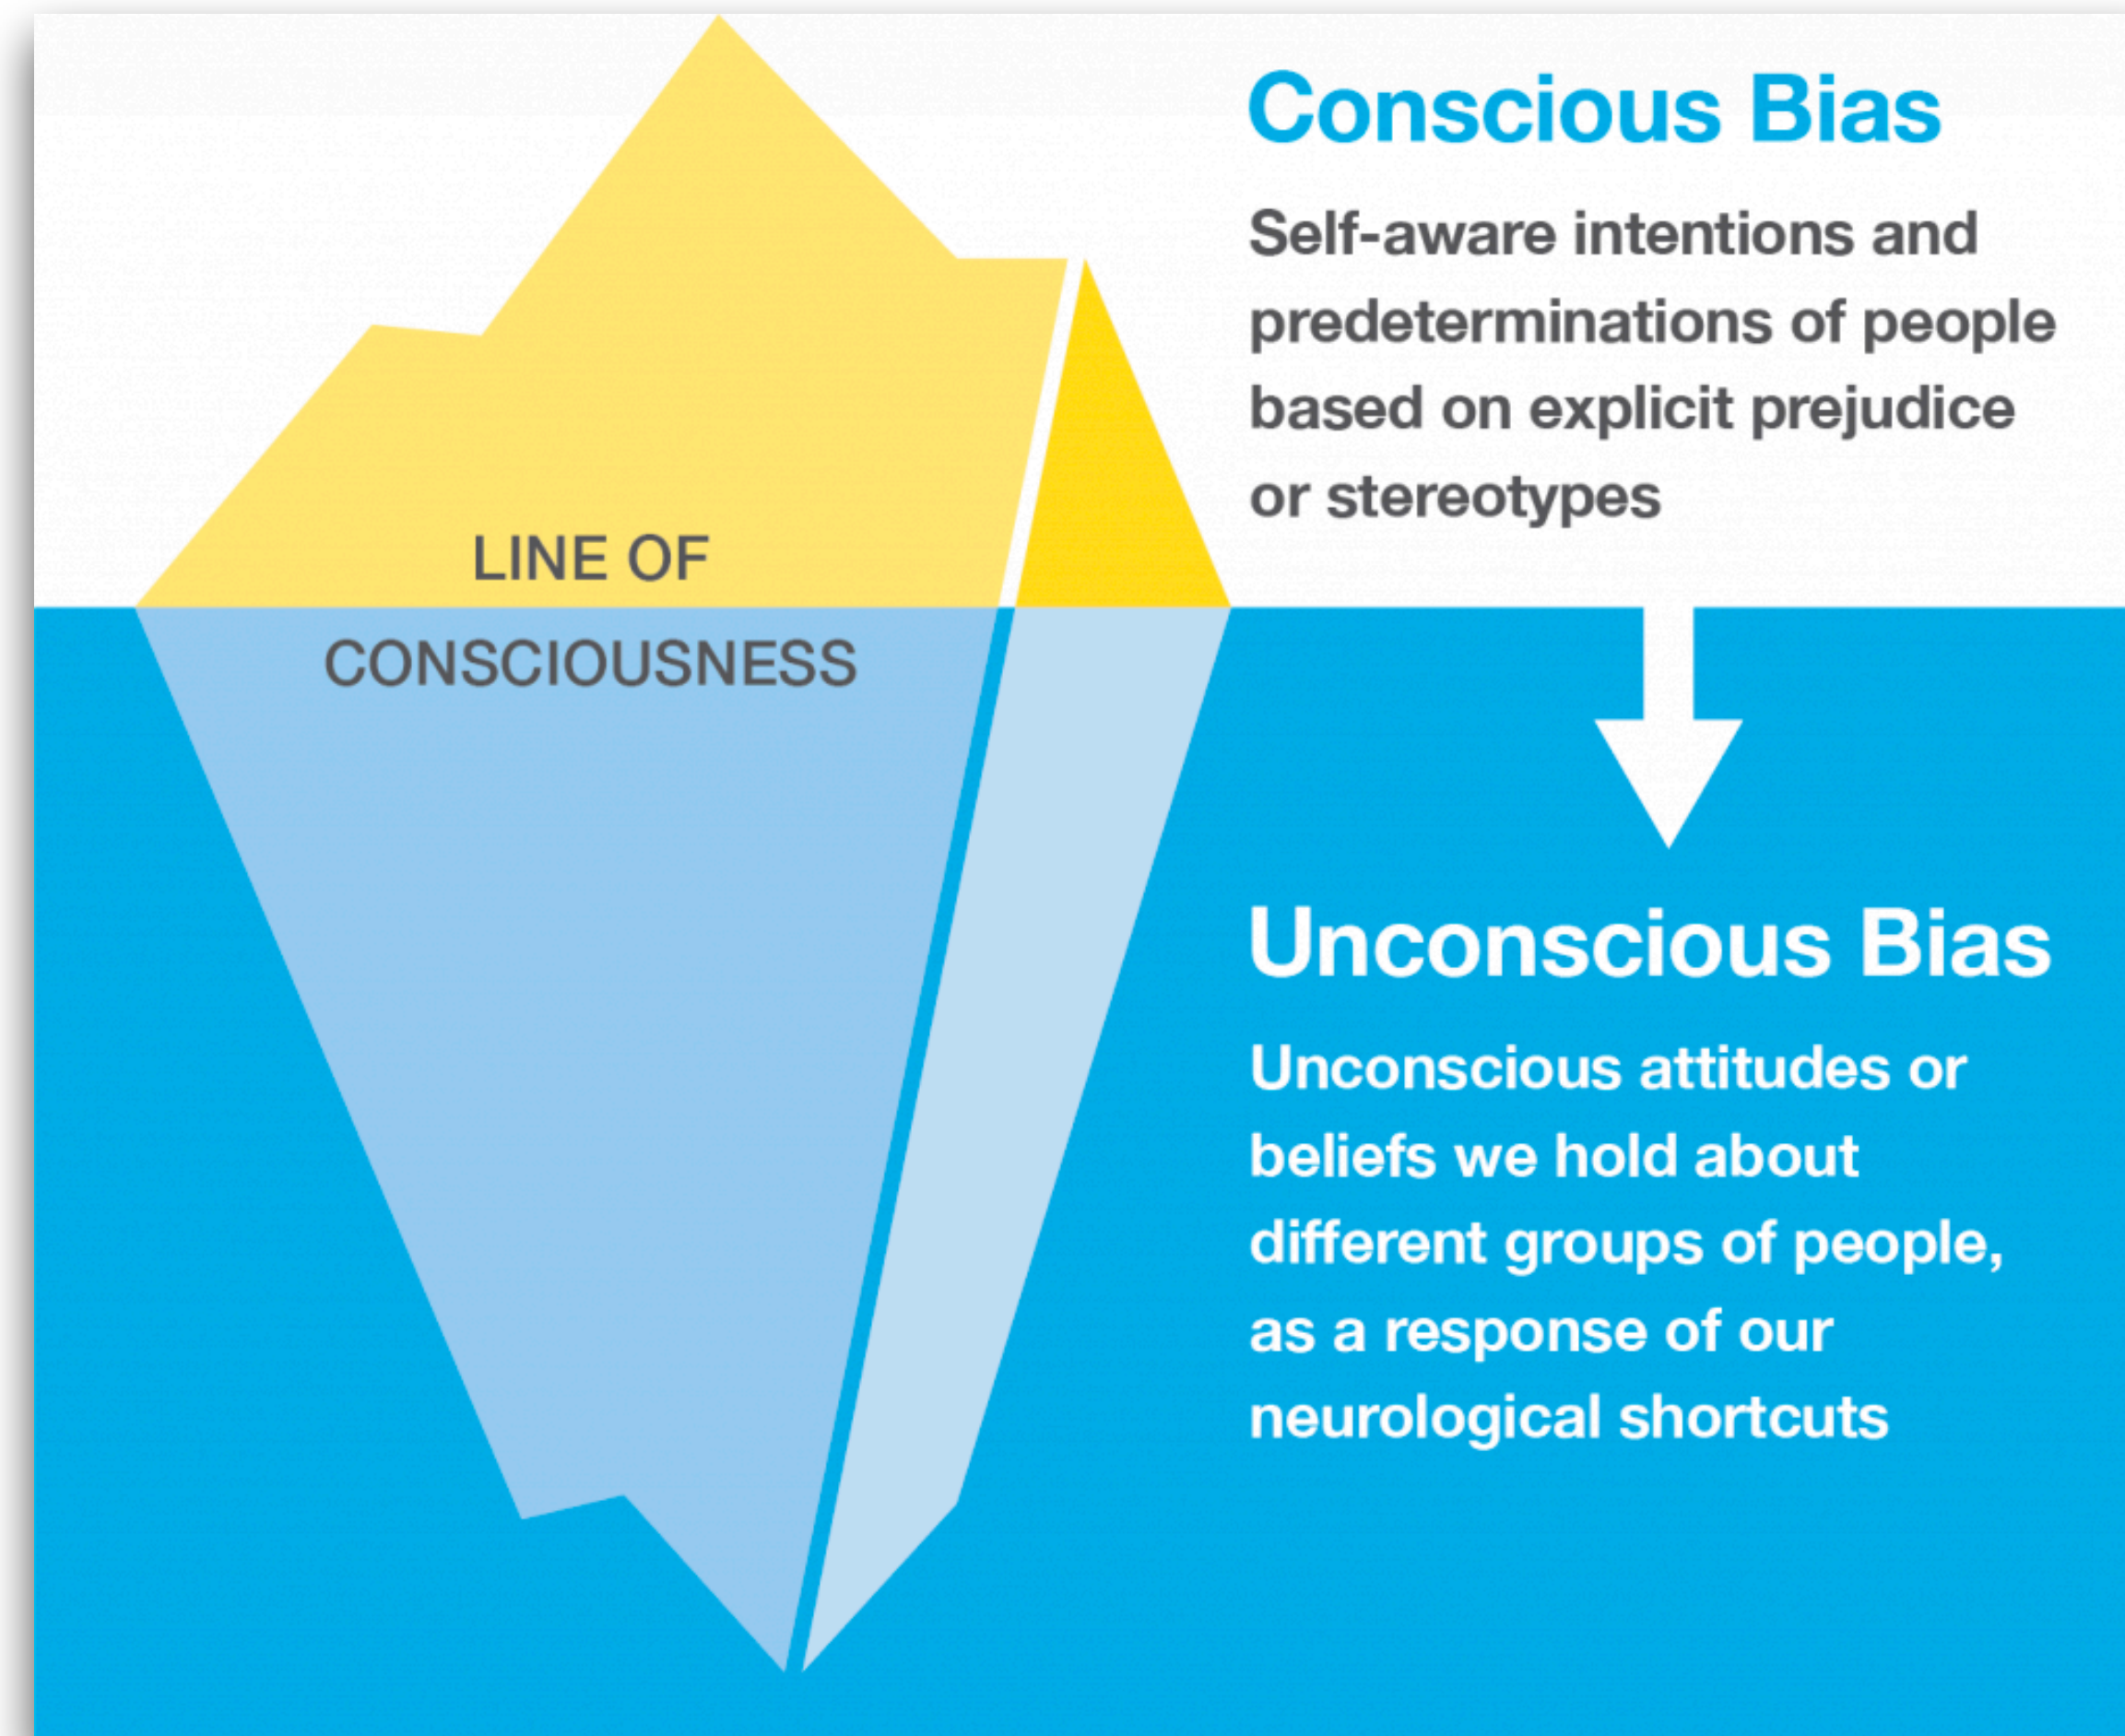 Conscious Bias
Self-aware intentions and
predeterminations of people
based on explicit prejudice
or stereotypes
LINE OF
CONSCIOUSNESS
Unconscious Bias
Unconscious attitudes or
beliefs we hold about
different groups of people,
as a response of our
neurological shortcuts